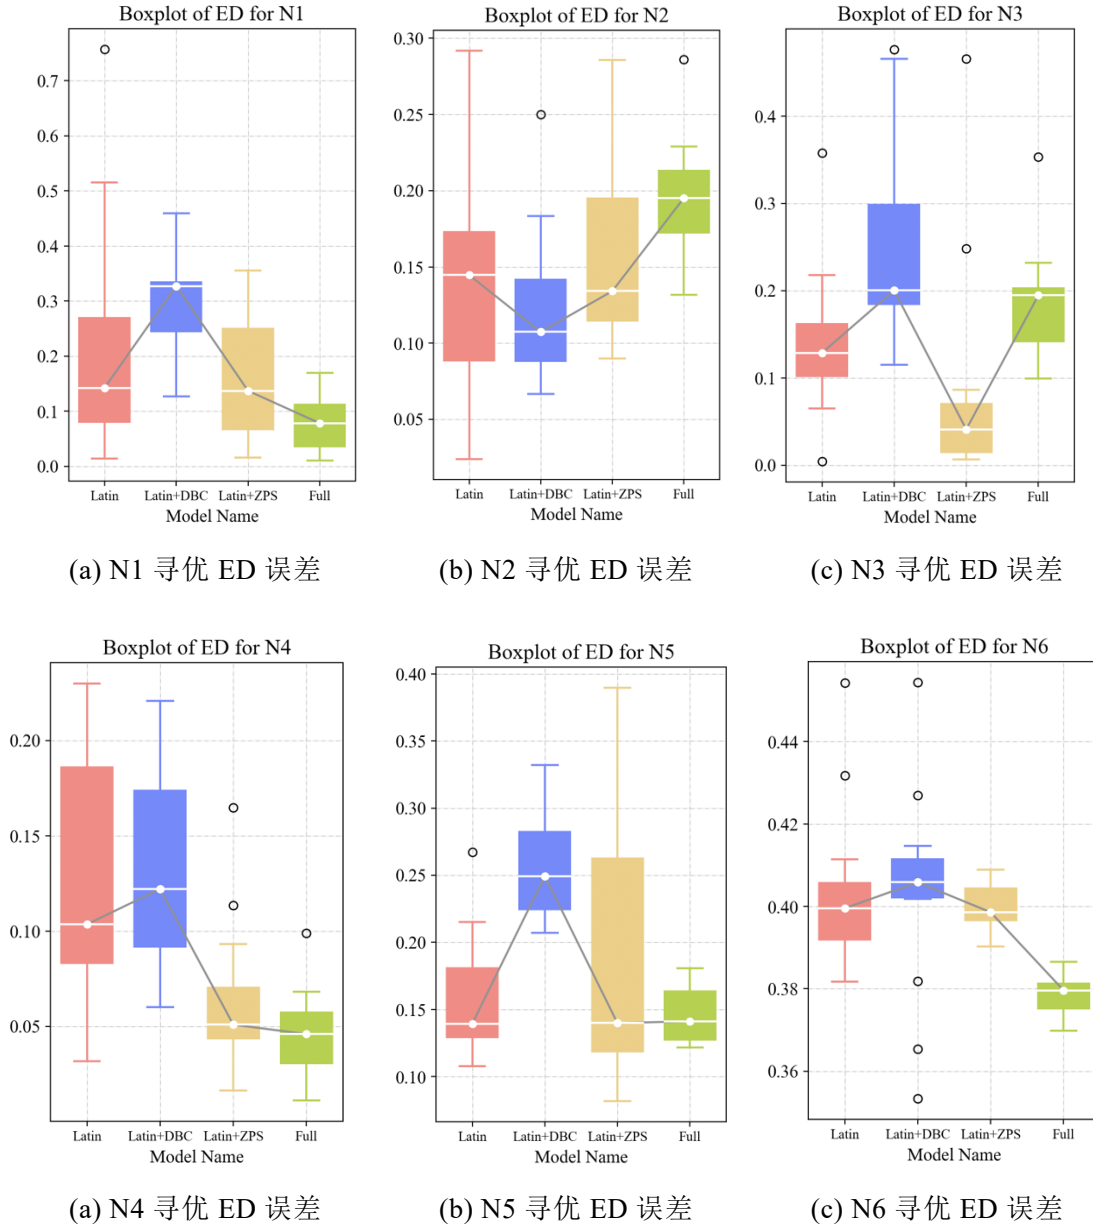 Boxplot of ED for N1
0.7
0.6
0.5
0.4
0.3
0.2
0.1
0.0
Latin Latin+DBC Latin+ZPS Full
Model Name
(a) N1 寻优 ED 误差
Boxplot of ED for N2
0.30
0.25
0.20
0.15
0.10
0.05
Latin Latin+DBC Latin+ZPS Full
Model Name
(b) N2 寻优 ED 误差
Boxplot of ED for N3
0.4
0.3
0.2
0.1
0.0
Latin Latin+DBC Latin+ZPS Full
Model Name
(c) N3 寻优 ED 误差
Boxplot of ED for N4
0.20
0.15
0.10
0.05
Latin Latin+DBC Latin+ZPS Full
Model Name
(a) N4 寻优 ED 误差
Boxplot of ED for N5
0.40
0.35
0.30
0.25
0.20
0.15
0.10
Latin Latin+DBC Latin+ZPS Full
Model Name
(b) N5 寻优 ED 误差
Boxplot of ED for N6
0.44
0.42
0.40
0.38
0.36
Latin Latin+DBC Latin+ZPS Full
Model Name
(c) N6 寻优 ED 误差